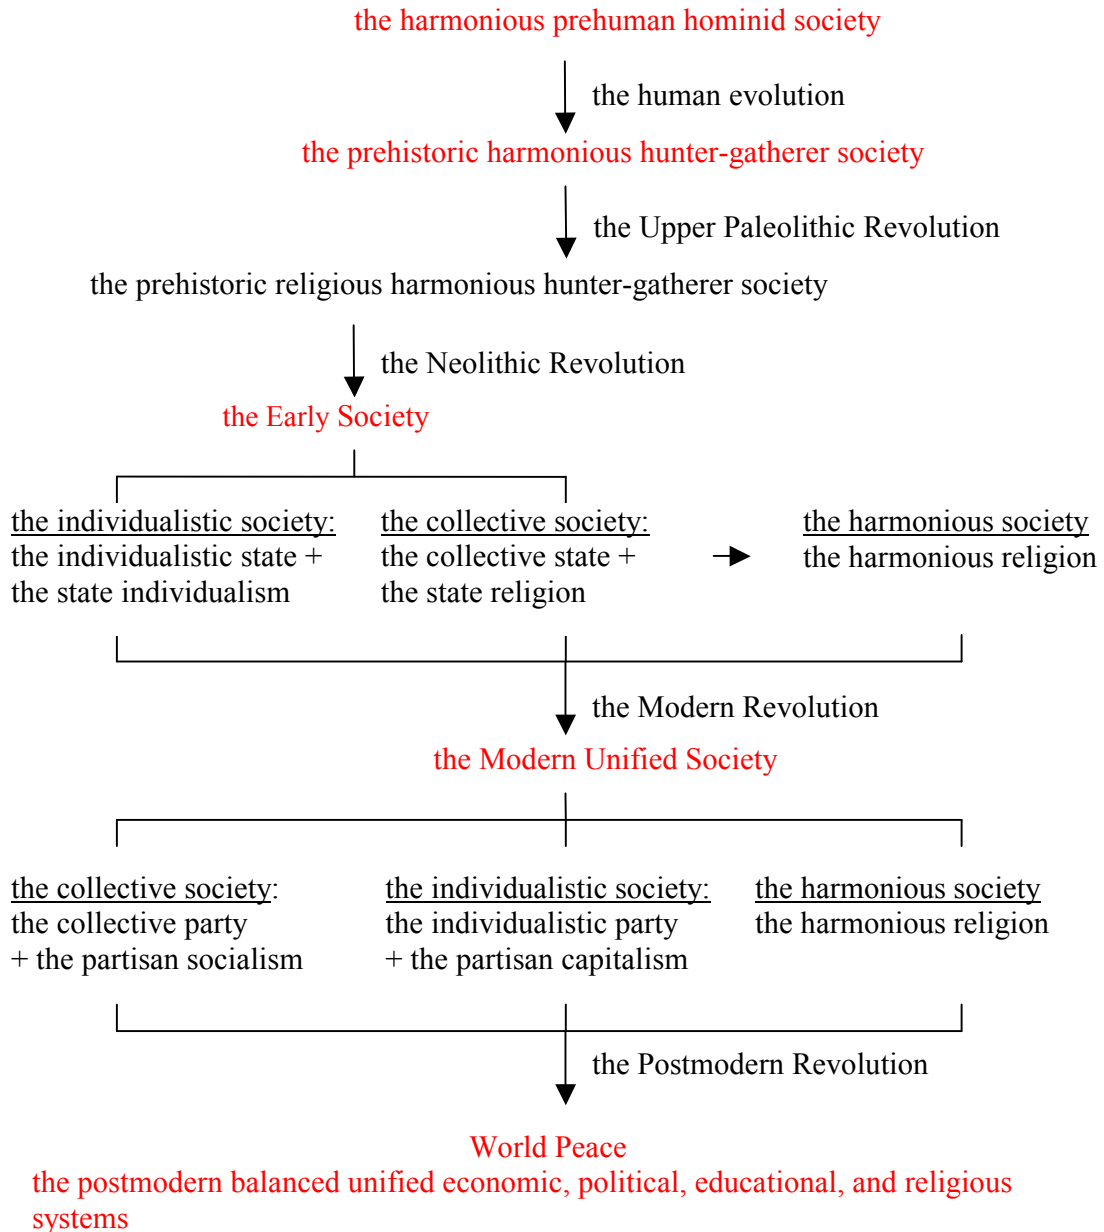 the harmonious prehuman hominid society
the human evolution
the prehistoric harmonious hunter-gatherer society
the Upper Paleolithic Revolution
the prehistoric religious harmonious hunter-gatherer society
the Neolithic Revolution
the Early Society
the individualistic society:
the individualistic state +
the state individualism
the collective society:
the collective state +
the state religion
the harmonious society
the harmonious religion
the Modern Revolution
the Modern Unified Society
the collective society:
the collective party
+ the partisan socialism
the individualistic society:
the individualistic party
+ the partisan capitalism
the harmonious society
the harmonious religion
the Postmodern Revolution
World Peace
the postmodern balanced unified economic, political, educational, and religious
systems